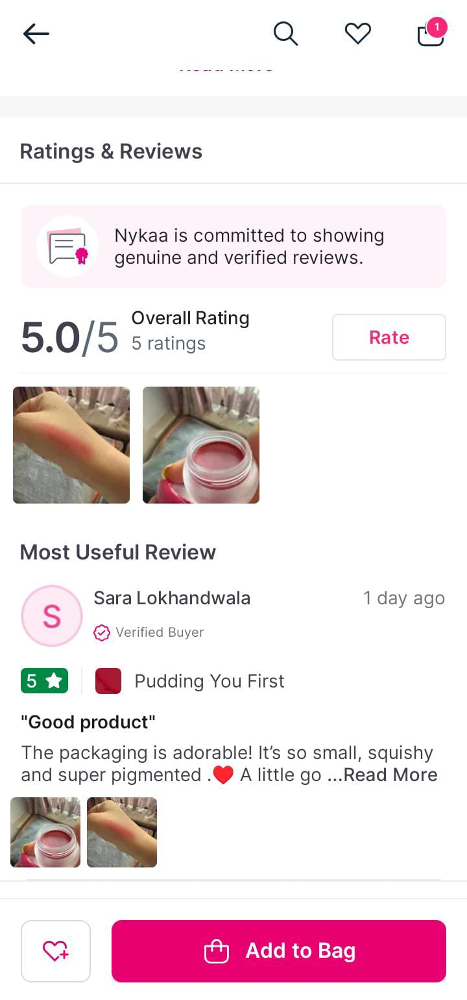 1
Ratings & Reviews
Nykaa is committed to showing
genuine and verified reviews.
5.0/5
Overall Rating
5 ratings
Rate
Most Useful Review
S
Sara Lokhandwala
1 day ago
Verified Buyer
5
Pudding You First
"Good product"
The packaging is adorable! It’s so small, squishy
and super pigmented .❤️ A little go ...Read More
Add to Bag